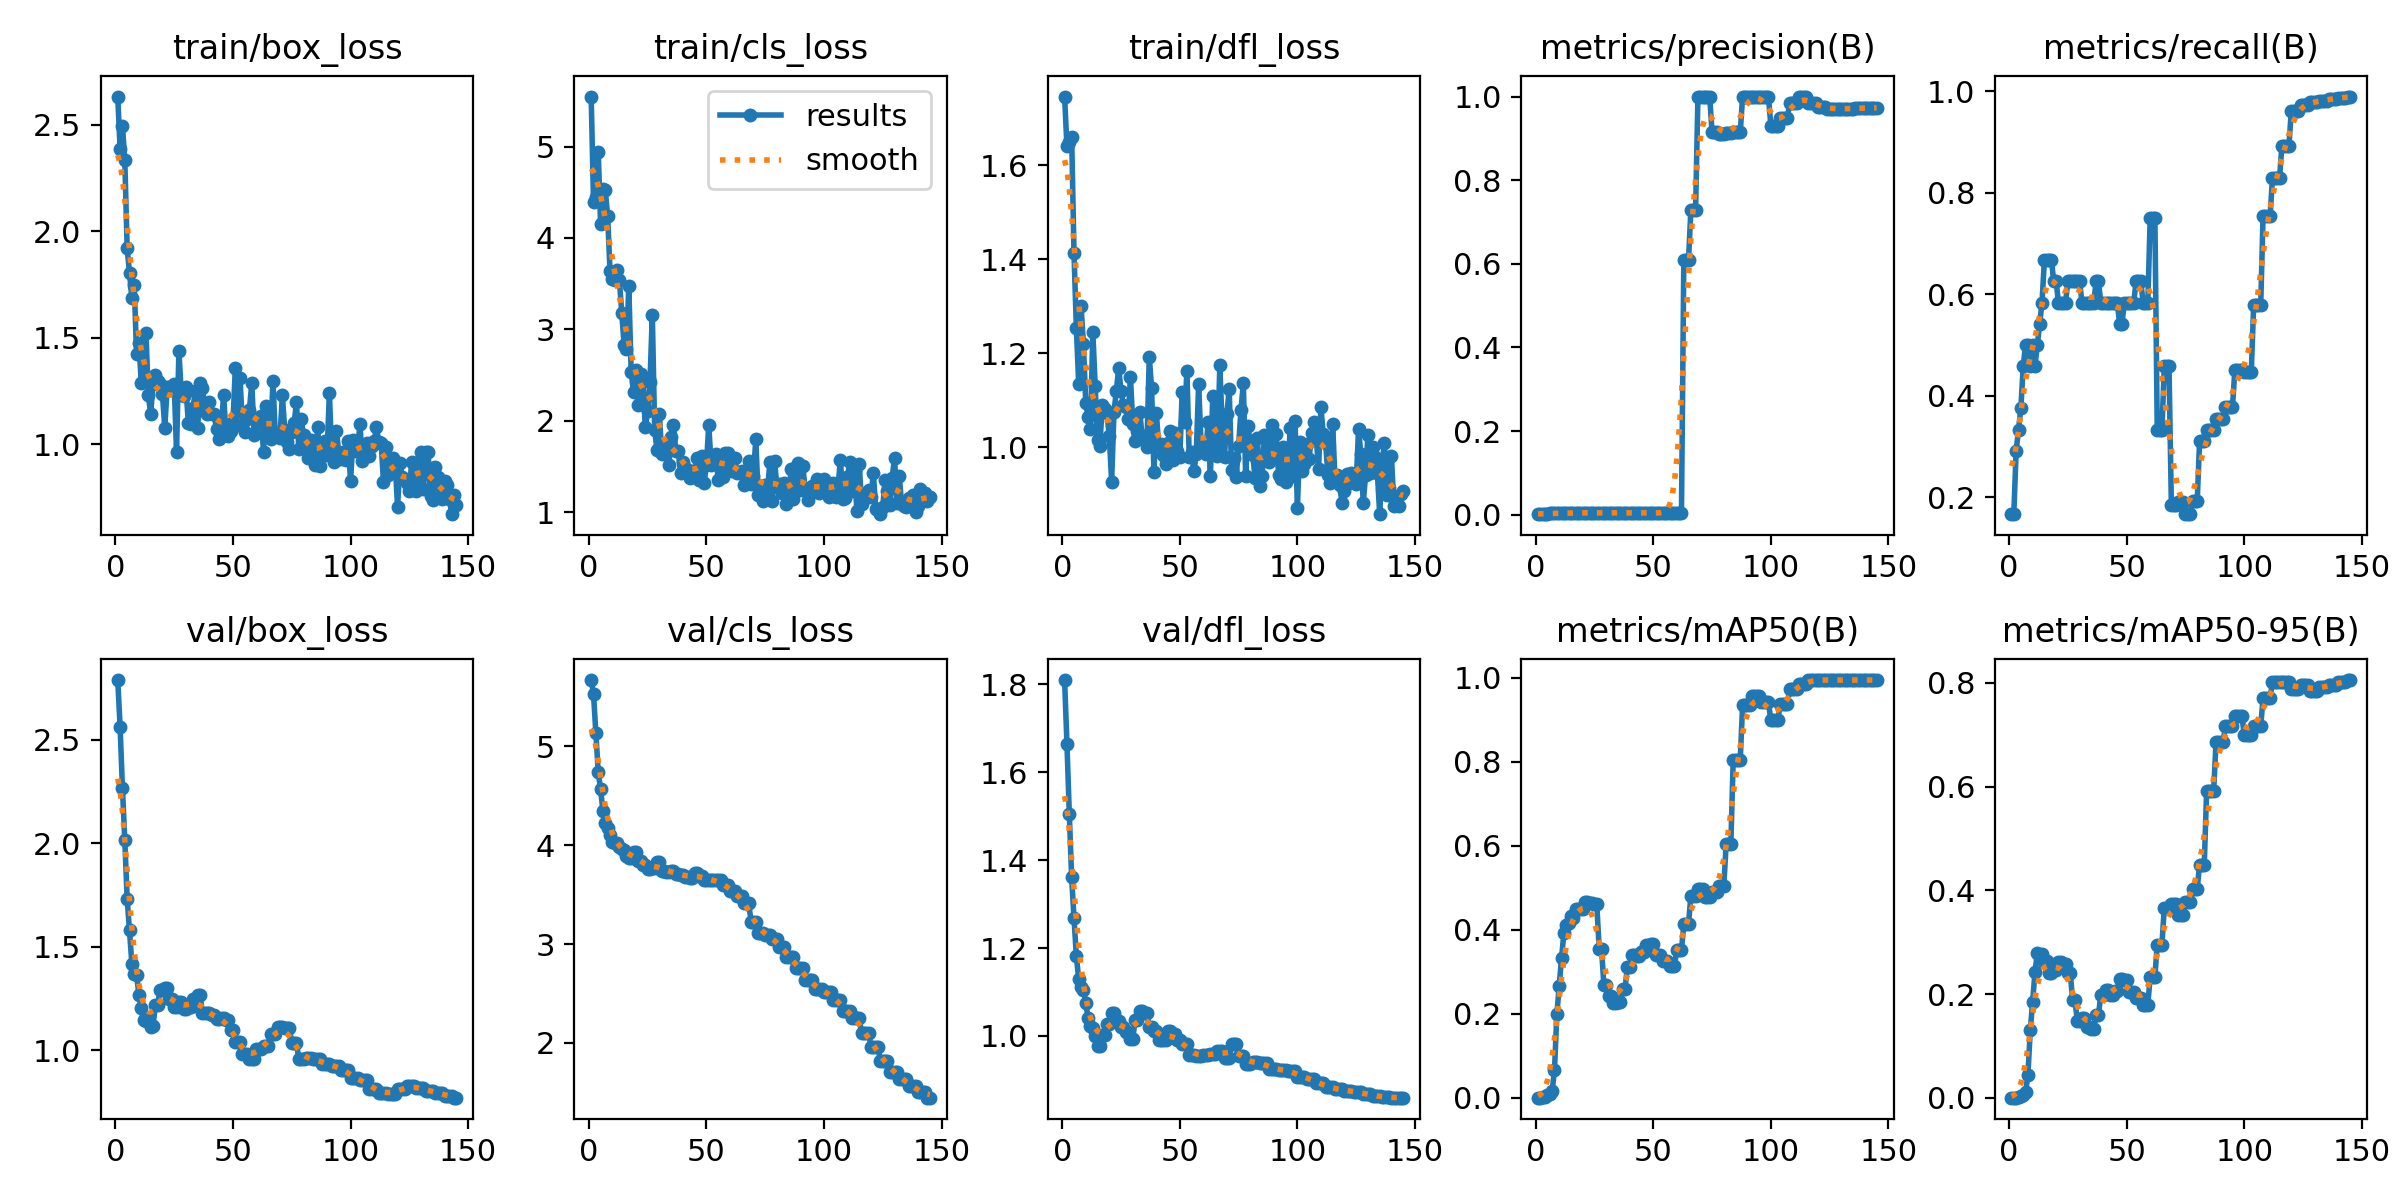 train/box_loss
2.5
2.0
1.5
1.0
0 50 100 150
train/cls_loss
results
smooth
5
4
3
2
1
0 50 100 150
train/dfl_loss
1.6
1.4
1.2
1.0
0 50 100 150
metrics/precision(B)
1.0
0.8
0.6
0.4
0.2
0.0
0 50 100 150
metrics/recall(B)
1.0
0.8
0.6
0.4
0.2
0 50 100 150
val/box_loss
2.5
2.0
1.5
1.0
0 50 100 150
val/cls_loss
5
4
3
2
0 50 100 150
val/dfl_loss
1.8
1.6
1.4
1.2
1.0
0 50 100 150
metrics/mAP50(B)
1.0
0.8
0.6
0.4
0.2
0.0
0 50 100 150
metrics/mAP50-95(B)
0.8
0.6
0.4
0.2
0.0
0 50 100 150